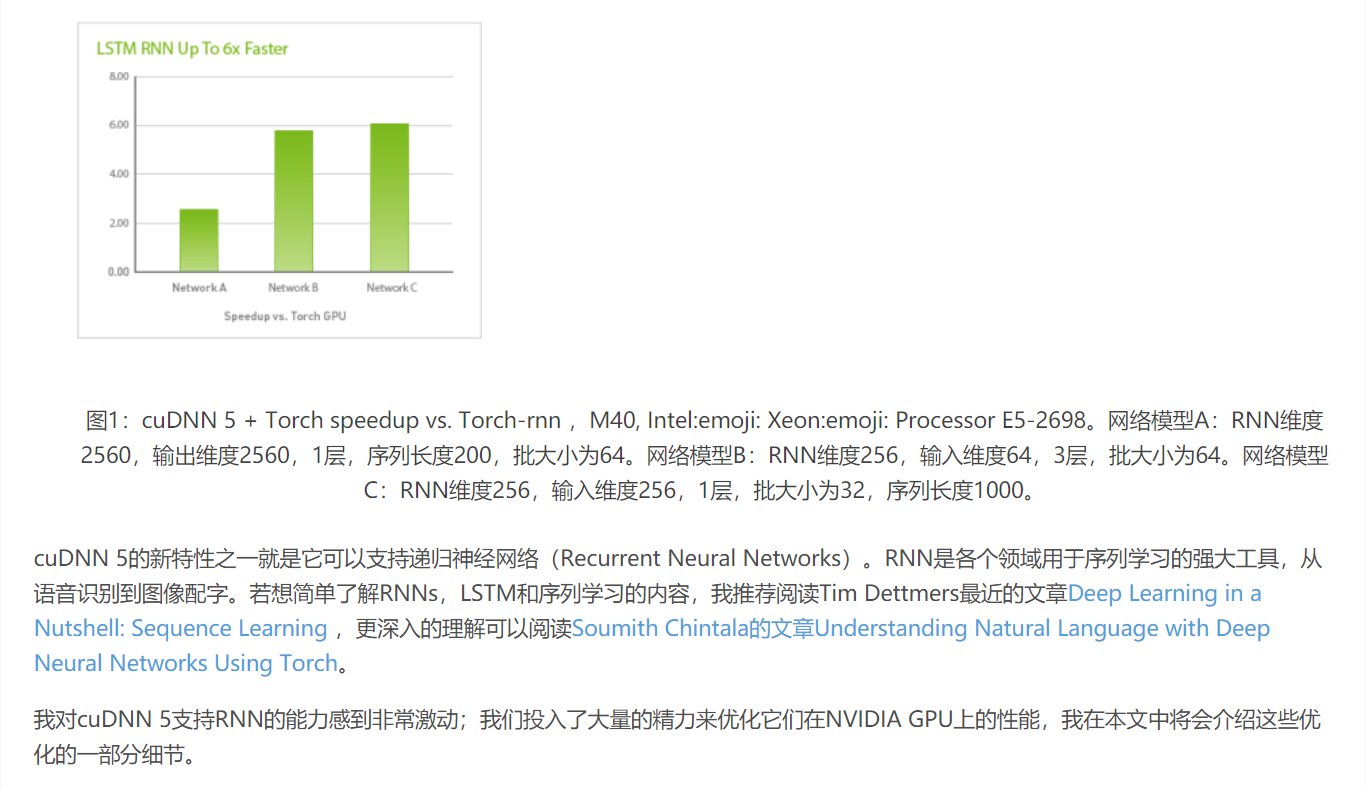 LSTM RNN Up To 6x Faster
8.00
6.00
4.00
2.00
0.00
Network A Network B Network C
Speedup vs. Torch GPU
图1：cuDNN 5 + Torch speedup vs. Torch-rnn ，M40, Intel:emoji: Xeon:emoji: Processor E5-2698。网络模型A：RNN维度
2560，输出维度2560，1层，序列长度200，批大小为64。网络模型B：RNN维度256，输入维度64，3层，批大小为64。网络模型
C：RNN维度256，输入维度256，1层，批大小为32，序列长度1000。
cuDNN 5的新特性之一就是它可以支持递归神经网络（Recurrent Neural Networks）。RNN是各个领域用于序列学习的强大工具，从
语音识别到图像配字。若想简单了解RNNs，LSTM和序列学习的内容，我推荐阅读Tim Dettmers最近的文章Deep Learning in a
Nutshell: Sequence Learning ，更深入的理解可以阅读Soumith Chintala的文章Understanding Natural Language with Deep
Neural Networks Using Torch。
我对cuDNN 5支持RNN的能力感到非常激动；我们投入了大量的精力来优化它们在NVIDIA GPU上的性能，我在本文中将会介绍这些优
化的一部分细节。